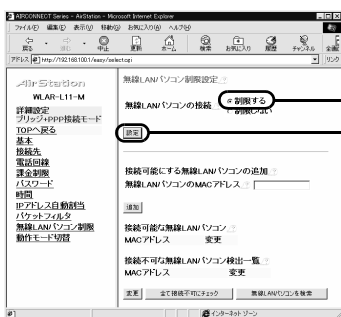 AIRCONNECT Series - AirStation - Microsoft Internet Explorer
ファイル(F) 編集(E) 表示(V) 移動(G) お気に入り(A) ヘルプ(H)
戻る 進む 中止 更新 ホーム 検索 お気に入り 履歴 チャンネル 全画面
アドレス http://192.168.100.1/easy/selectcgi リンク
AirStation
WLAR-L11-M
詳細設定
ブリッジ+PPP接続モード
TOPへ戻る
基本
接続先
電話回線
課金制限
パスワード
時間
IPアドレス自動割当
パケットフィルタ
無線LANパソコン制限
動作モード切替
無線LANパソコン制限設定 ?
無線LANパソコンの接続 制限する
制限しない
設定
接続可能にする無線LANパソコンの追加 ?
無線LANパソコンのMACアドレス ?
追加
接続可能な無線LANパソコン ?
MACアドレス 変更
接続不可な無線LANパソコン検出一覧 ?
MACアドレス 変更
変更 全て接続不可にチェック 無線LANパソコンを検索
インターネット ゾーン